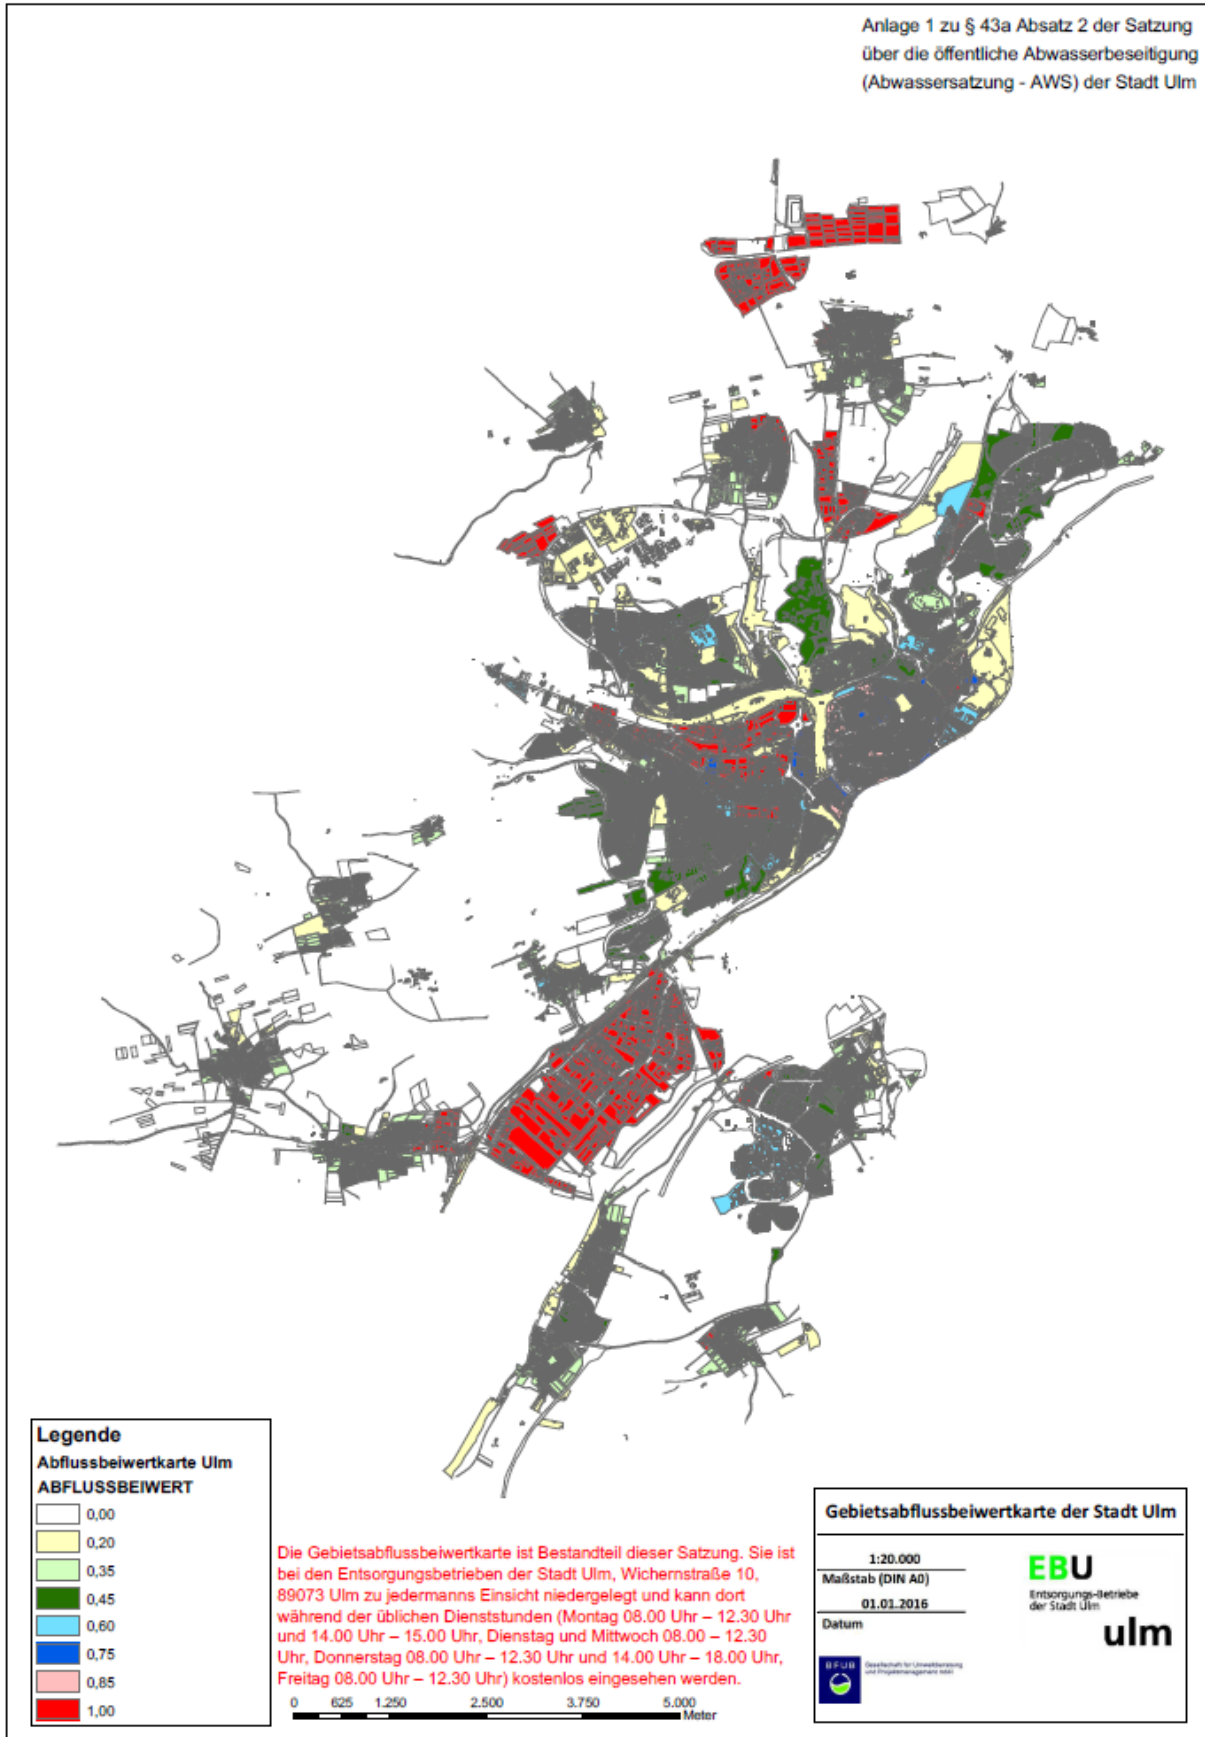 Anlage 1 zu § 43a Absatz 2 der Satzung
über die öffentliche Abwasserbeseitigung
(Abwassersatzung - AWS) der Stadt Ulm
Legende
Abflussbeiwertkarte Ulm
ABFLUSSBEIWERT
0,00
0,20
0,35
0,45
0,60
0,75
0,85
1,00
Die Gebietsabflussbeiwertkarte ist Bestandteil dieser Satzung. Sie ist
bei den Entsorgungsbetrieben der Stadt Ulm, Wichernstraße 10,
89073 Ulm zu jedermanns Einsicht niedergelegt und kann dort
während der üblichen Dienststunden (Montag 08.00 Uhr – 12.30 Uhr
und 14.00 Uhr – 15.00 Uhr, Dienstag und Mittwoch 08.00 – 12.30
Uhr, Donnerstag 08.00 Uhr – 12.30 Uhr und 14.00 Uhr – 18.00 Uhr,
Freitag 08.00 Uhr – 12.30 Uhr) kostenlos eingesehen werden.
0 625 1.250 2.500 3.750 5.000
Meter
Gebietsabflussbeiwertkarte der Stadt Ulm
1:20.000
Maßstab (DIN A0)
01.01.2016
Datum
EBU
Entsorgungs-Betriebe
der Stadt Ulm
ulm
BFUB
Gesellschaft für Umweltberatung
und Projektmanagement mbH